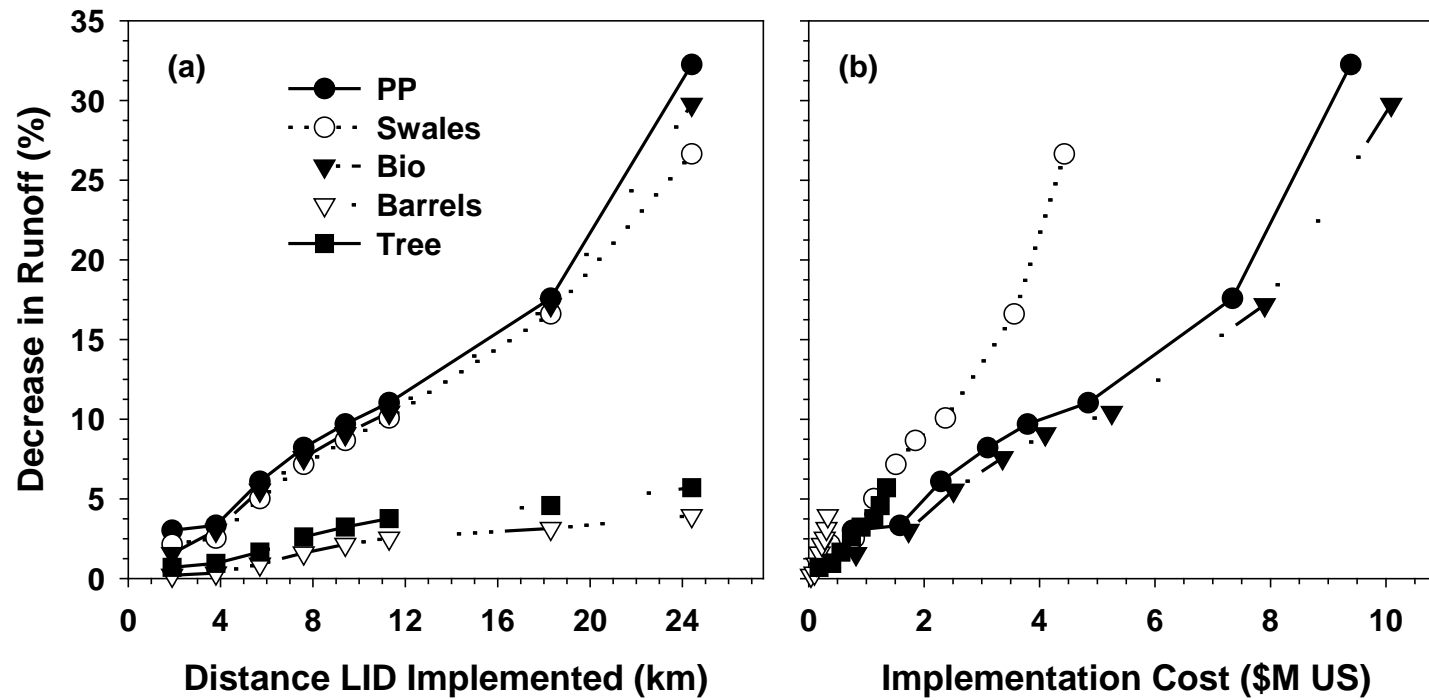 Decrease in Runoff (%)
35
30
25
20
15
10
5
0
(a)
PP
Swales
Bio
Barrels
Tree
0 4 8 12 16 20 24
Distance LID Implemented (km)
(b)
0 2 4 6 8 10
Implementation Cost ($M US)